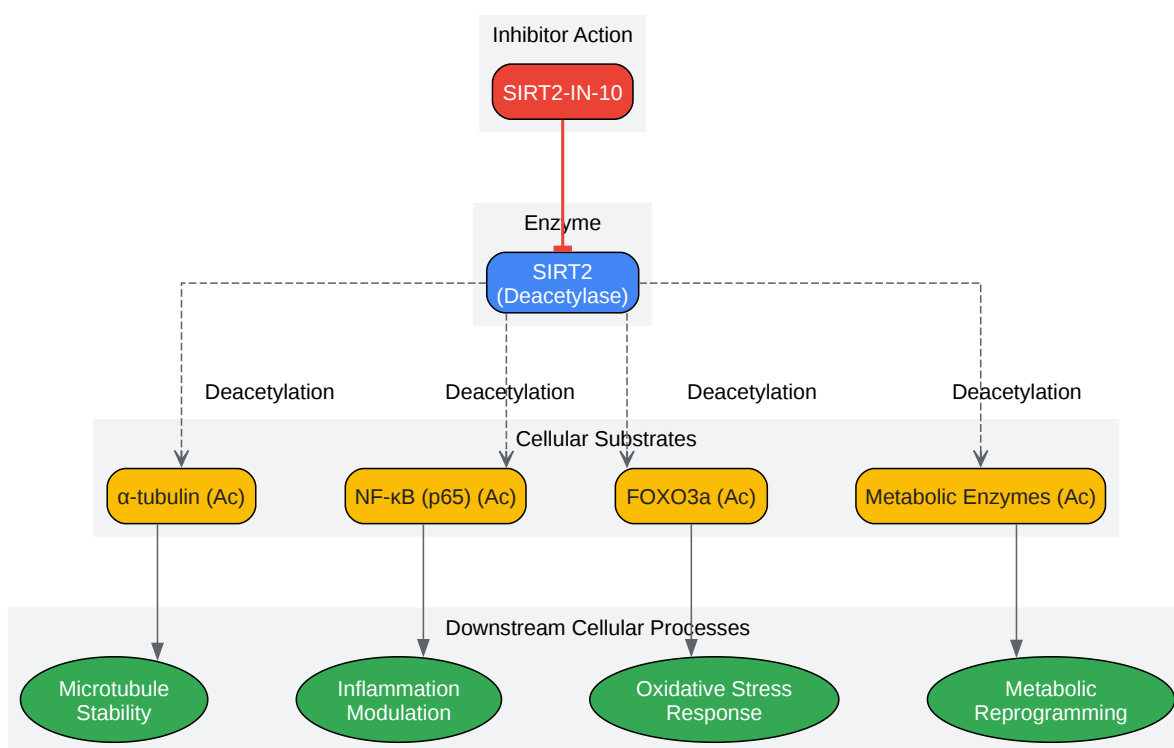 Inhibitor Action
SIRT2-IN-10
Enzyme
SIRT2
(Deacetylase)
Deacetylation
Deacetylation
Deacetylation
Deacetylation
Cellular Substrates
α-tubulin (Ac)
NF-κB (p65) (Ac)
FOXO3a (Ac)
Metabolic Enzymes (Ac)
Downstream Cellular Processes
Microtubule
Stability
Inflammation
Modulation
Oxidative Stress
Response
Metabolic
Reprogramming